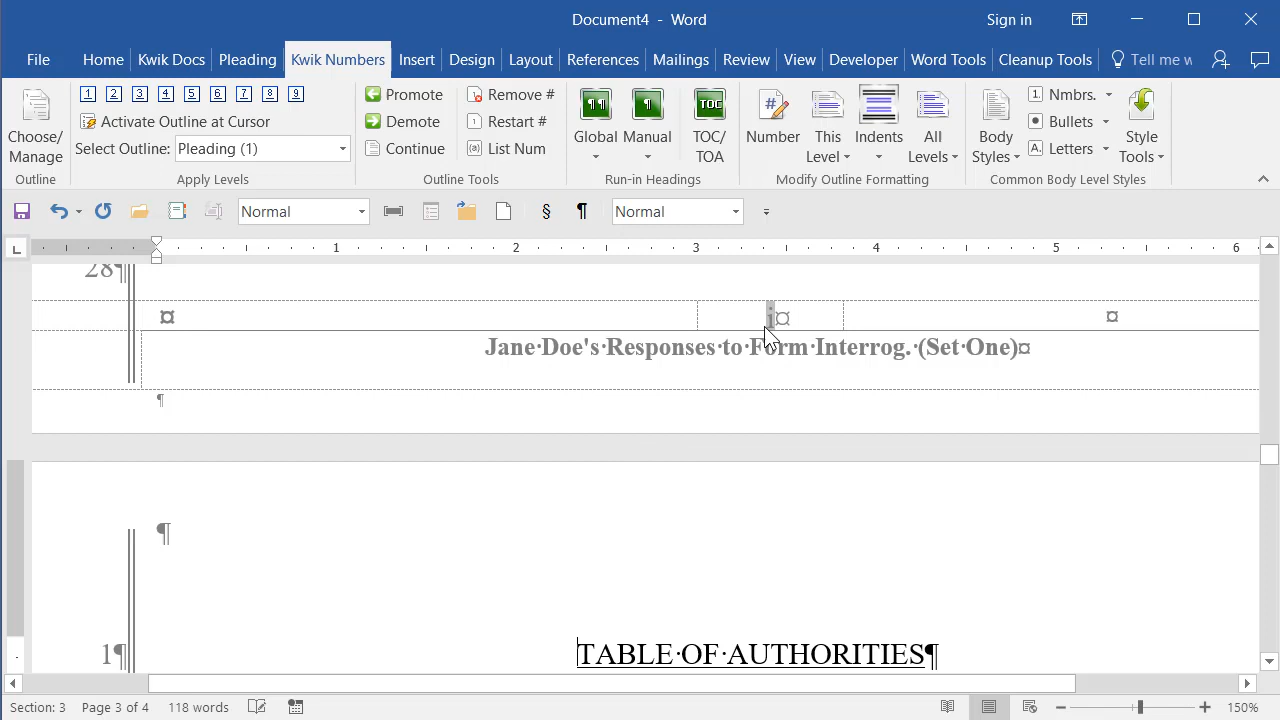 Document4 - Word
Sign in
File Home Kwik Docs Pleading Kwik Numbers Insert Design Layout References Mailings Review View Developer Word Tools Cleanup Tools Tell me w
1 2 3 4 5 6 7 8 9
Activate Outline at Cursor
Select Outline: Pleading (1)
Choose/
Manage
Outline
Apply Levels
Promote
Demote
Continue
Remove #
Restart #
List Num
Outline Tools
Global
Manual
TOC
TOC/
TOA
Run-in Headings
Number
This
Level
Indents
All
Levels
Modify Outline Formatting
Body
Styles
Nmbrs.
Bullets
Letters
Style
Tools
Common Body Level Styles
Normal
§ ¶
Normal
1 2 3 4 5 6
28¶
¤ i¤ ¤
Jane·Doe's·Responses·to·Form·Interrog.·(Set·One)¤
¶
¶
1¶ TABLE·OF·AUTHORITIES¶
Section: 3 Page 3 of 4 118 words 150%